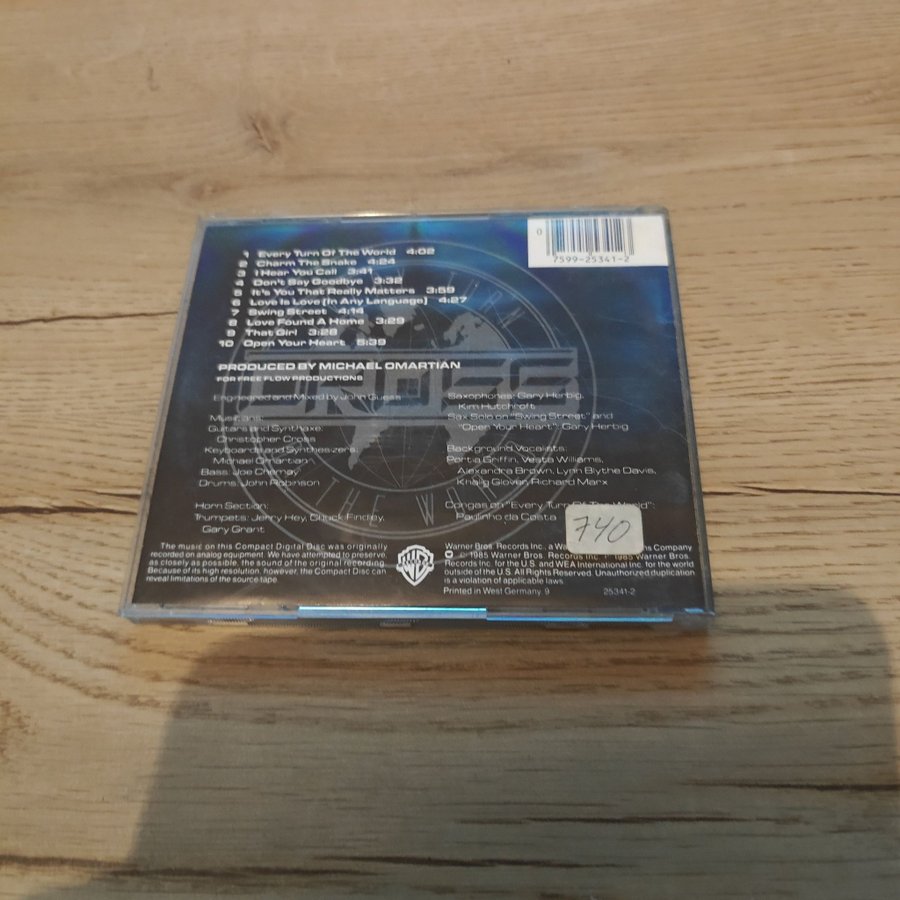 0
7599-25341-2
1 Every Turn Of The World 4:02
2 Charm The Snake 4:24
3 I Hear You Call 3:41
4 Don't Say Goodbye 3:32
5 It's You That Really Matters 3:59
6 Love Is Love (In Any Language) 4:27
7 Swing Street 4:14
8 Love Found A Home 3:29
9 That Girl 3:28
10 Open Your Heart 5:39
PRODUCED BY MICHAEL OMARTIAN
FOR FREE FLOW PRODUCTIONS
CROSS
Engineered and Mixed by John Guess
Musicians:
Guitars and Synthaxe:
Christopher Cross
Keyboards and Synthesizers:
Michael Omartian
Bass: Joe Chemay
Drums: John Robinson
Horn Section:
Trumpets: Jerry Hey, Chuck Findley,
Gary Grant
Saxophones: Gary Herbig,
Kim Hutchroft
Sax Solo on "Swing Street" and
"Open Your Heart": Gary Herbig
Background Vocalists:
Portia Griffin, Vesta Williams,
Alexandra Brown, Lynn Blythe Davis,
Khaliq Glover, Richard Marx
Congas on "Every Turn Of The World":
Paulinho da Costa
740
The music on this Compact Digital Disc was originally
recorded on analog equipment. We have attempted to preserve,
as closely as possible, the sound of the original recording.
Because of its high resolution, however, the Compact Disc can
reveal limitations of the source tape.
Warner Bros. Records Inc., a Company
© 1985 Warner Bros. Records Inc. ℗ 1985 Warner Bros.
Records Inc. for the U.S. and WEA International Inc. for the world
outside of the U.S. All Rights Reserved. Unauthorized duplication
is a violation of applicable laws.
Printed in West Germany. 9 25341-2